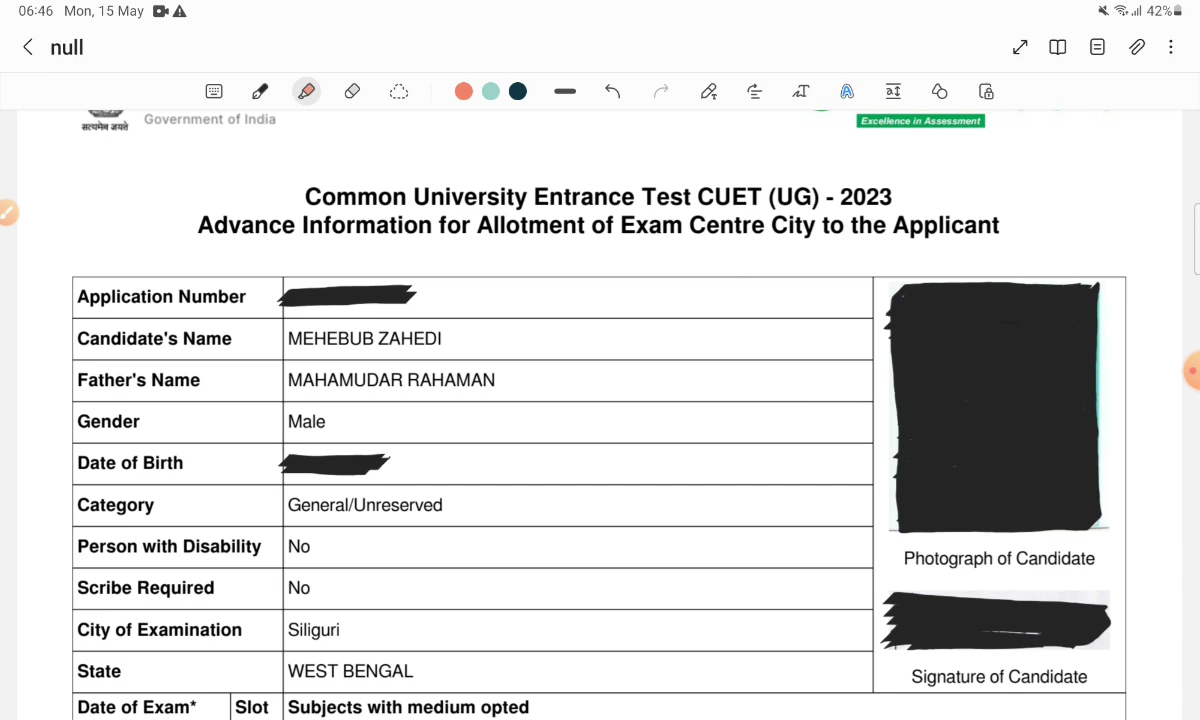 06:46 Mon, 15 May 42%
null
सत्यमेव जयते Government of India
Excellence in Assessment
Common University Entrance Test CUET (UG) - 2023
Advance Information for Allotment of Exam Centre City to the Applicant
Application Number
Candidate's Name MEHEBUB ZAHEDI
Father's Name MAHAMUDAR RAHAMAN
Gender Male
Date of Birth
Category General/Unreserved
Person with Disability No
Photograph of Candidate
Scribe Required No
City of Examination Siliguri
State WEST BENGAL
Signature of Candidate
Date of Exam* Slot Subjects with medium opted